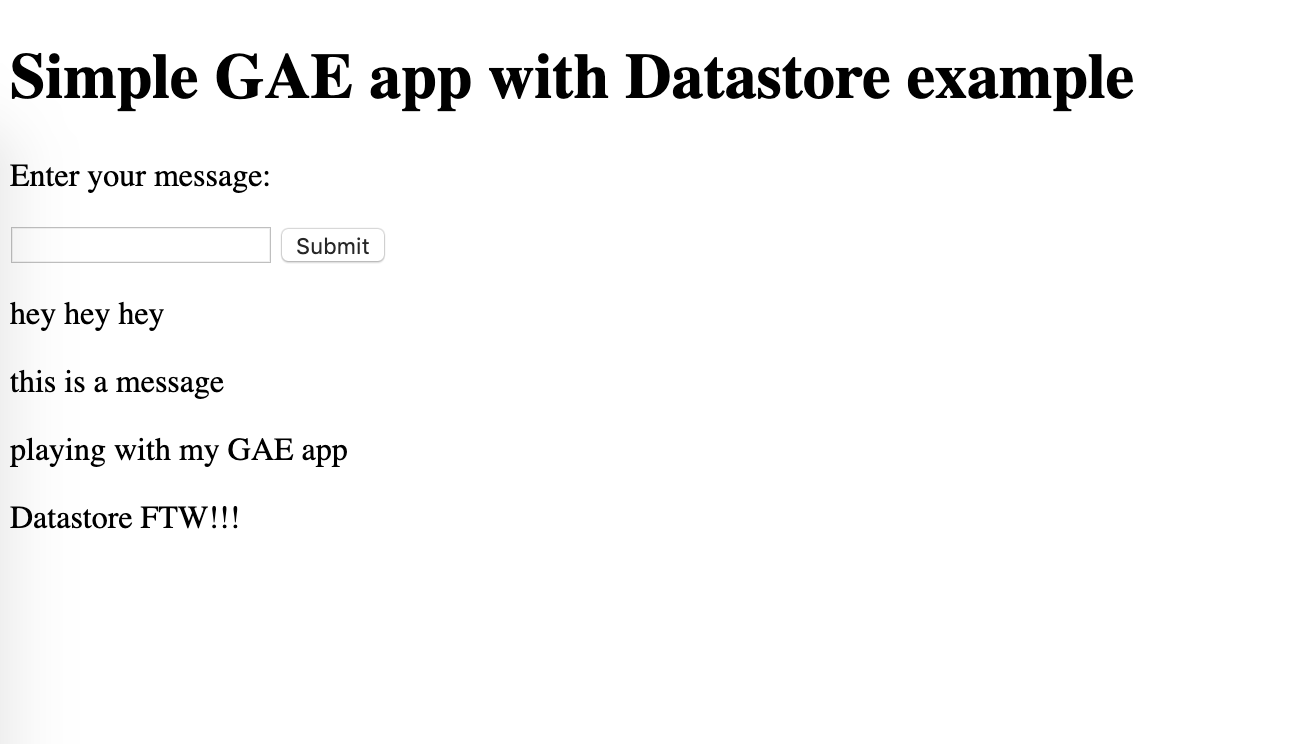 Simple GAE app with Datastore example
Enter your message:
Submit
hey hey hey
this is a message
playing with my GAE app
Datastore FTW!!!